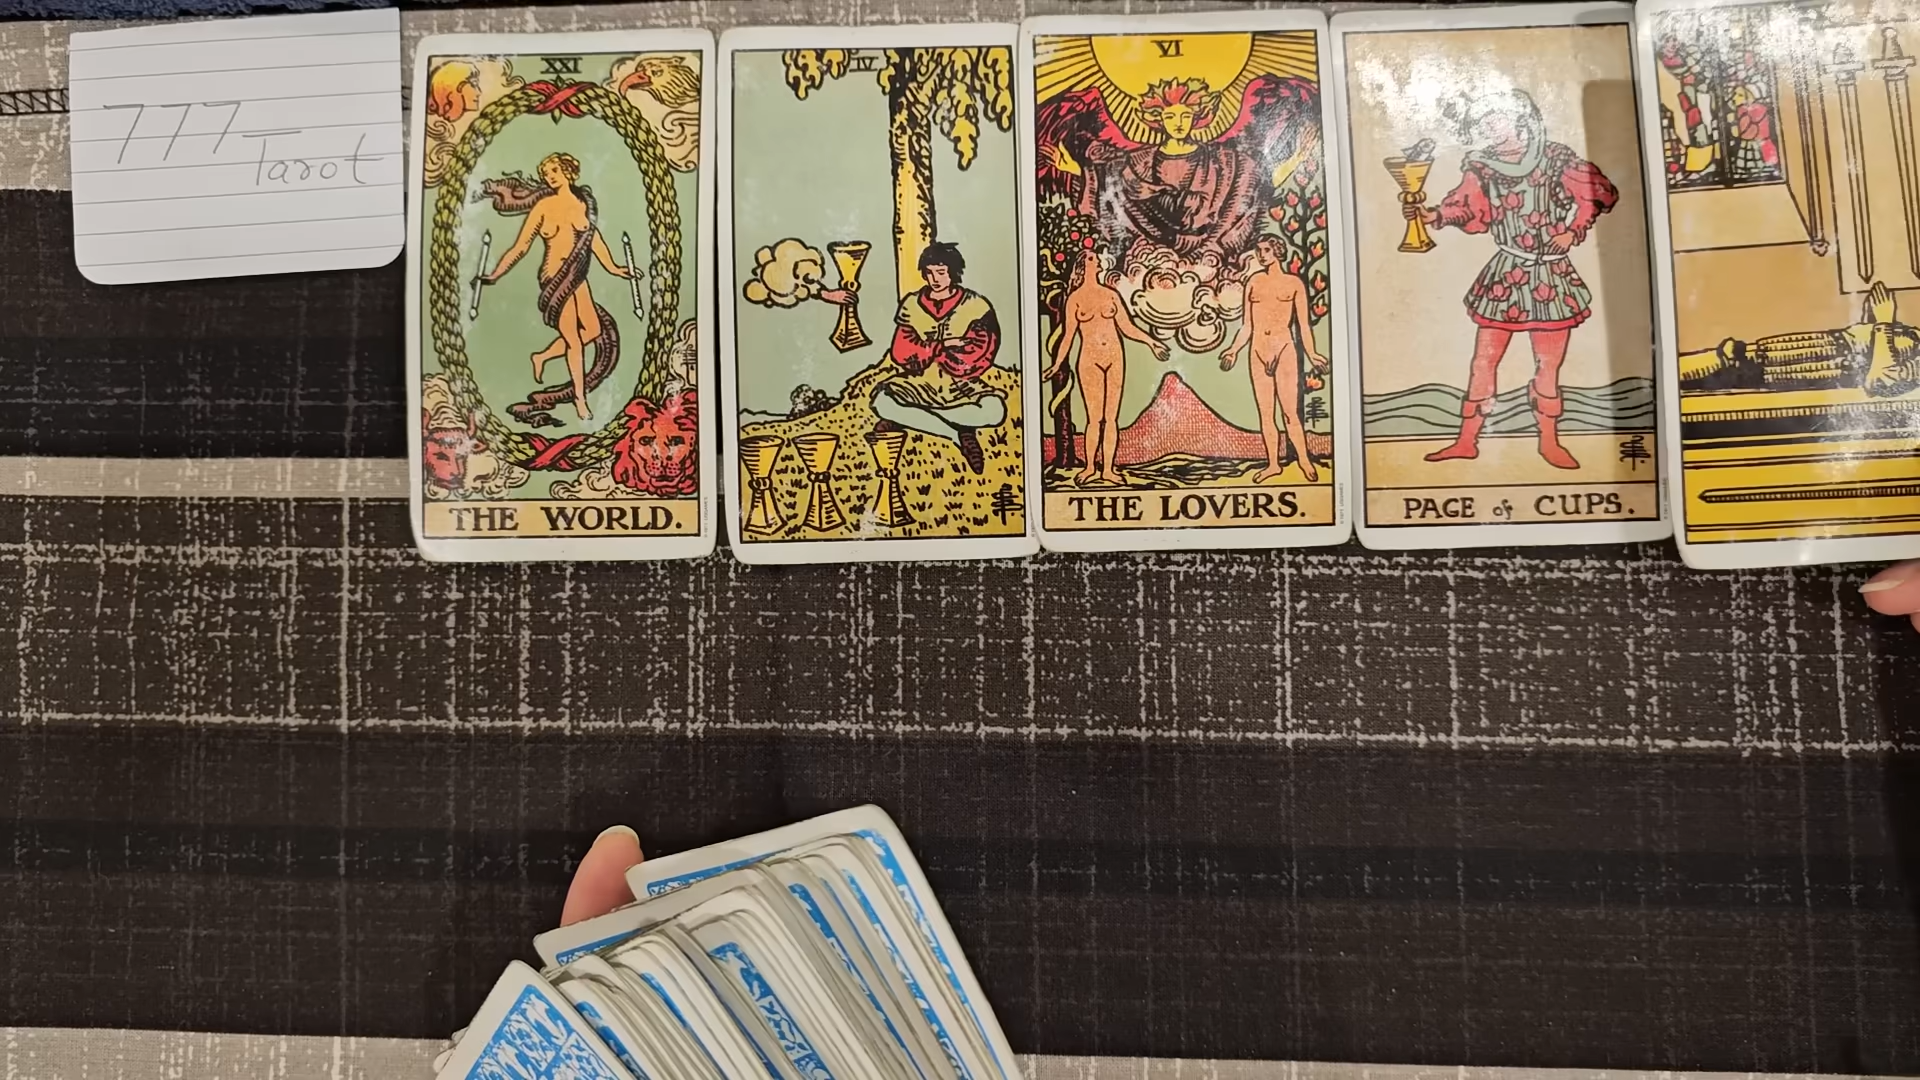 777
Tarot
XXI
THE WORLD.
IV
VI
THE LOVERS.
PAGE of CUPS.